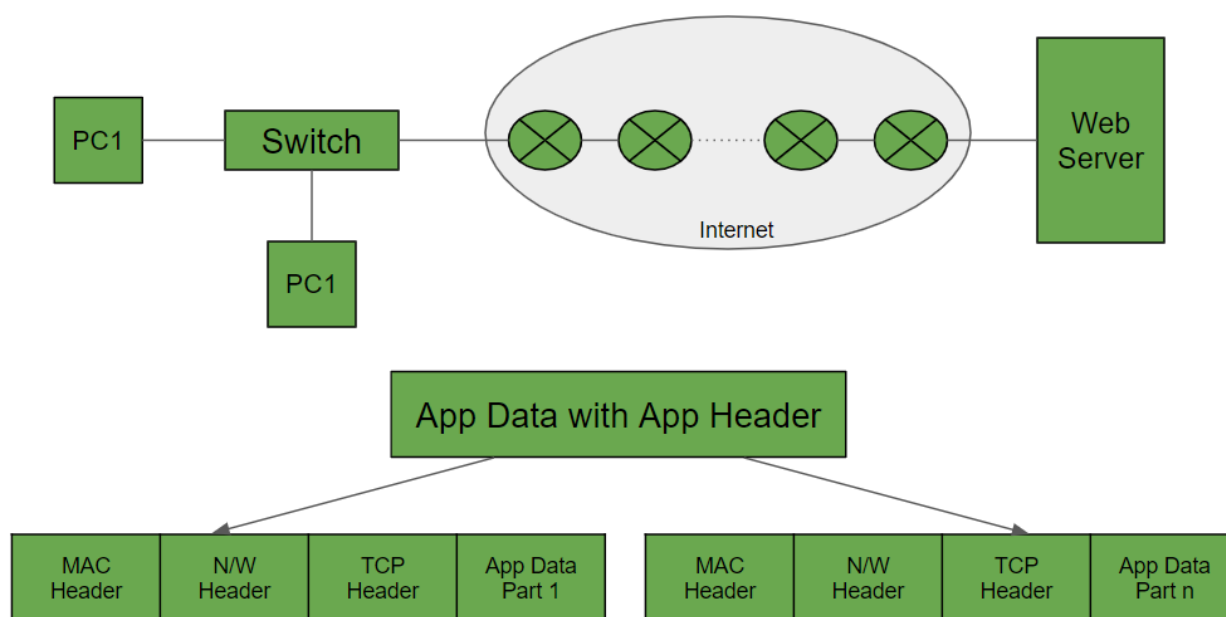 PC1
Switch
Web
Server
Internet
PC1
App Data with App Header
MAC
Header
N/W
Header
TCP
Header
App Data
Part 1
MAC
Header
N/W
Header
TCP
Header
App Data
Part n